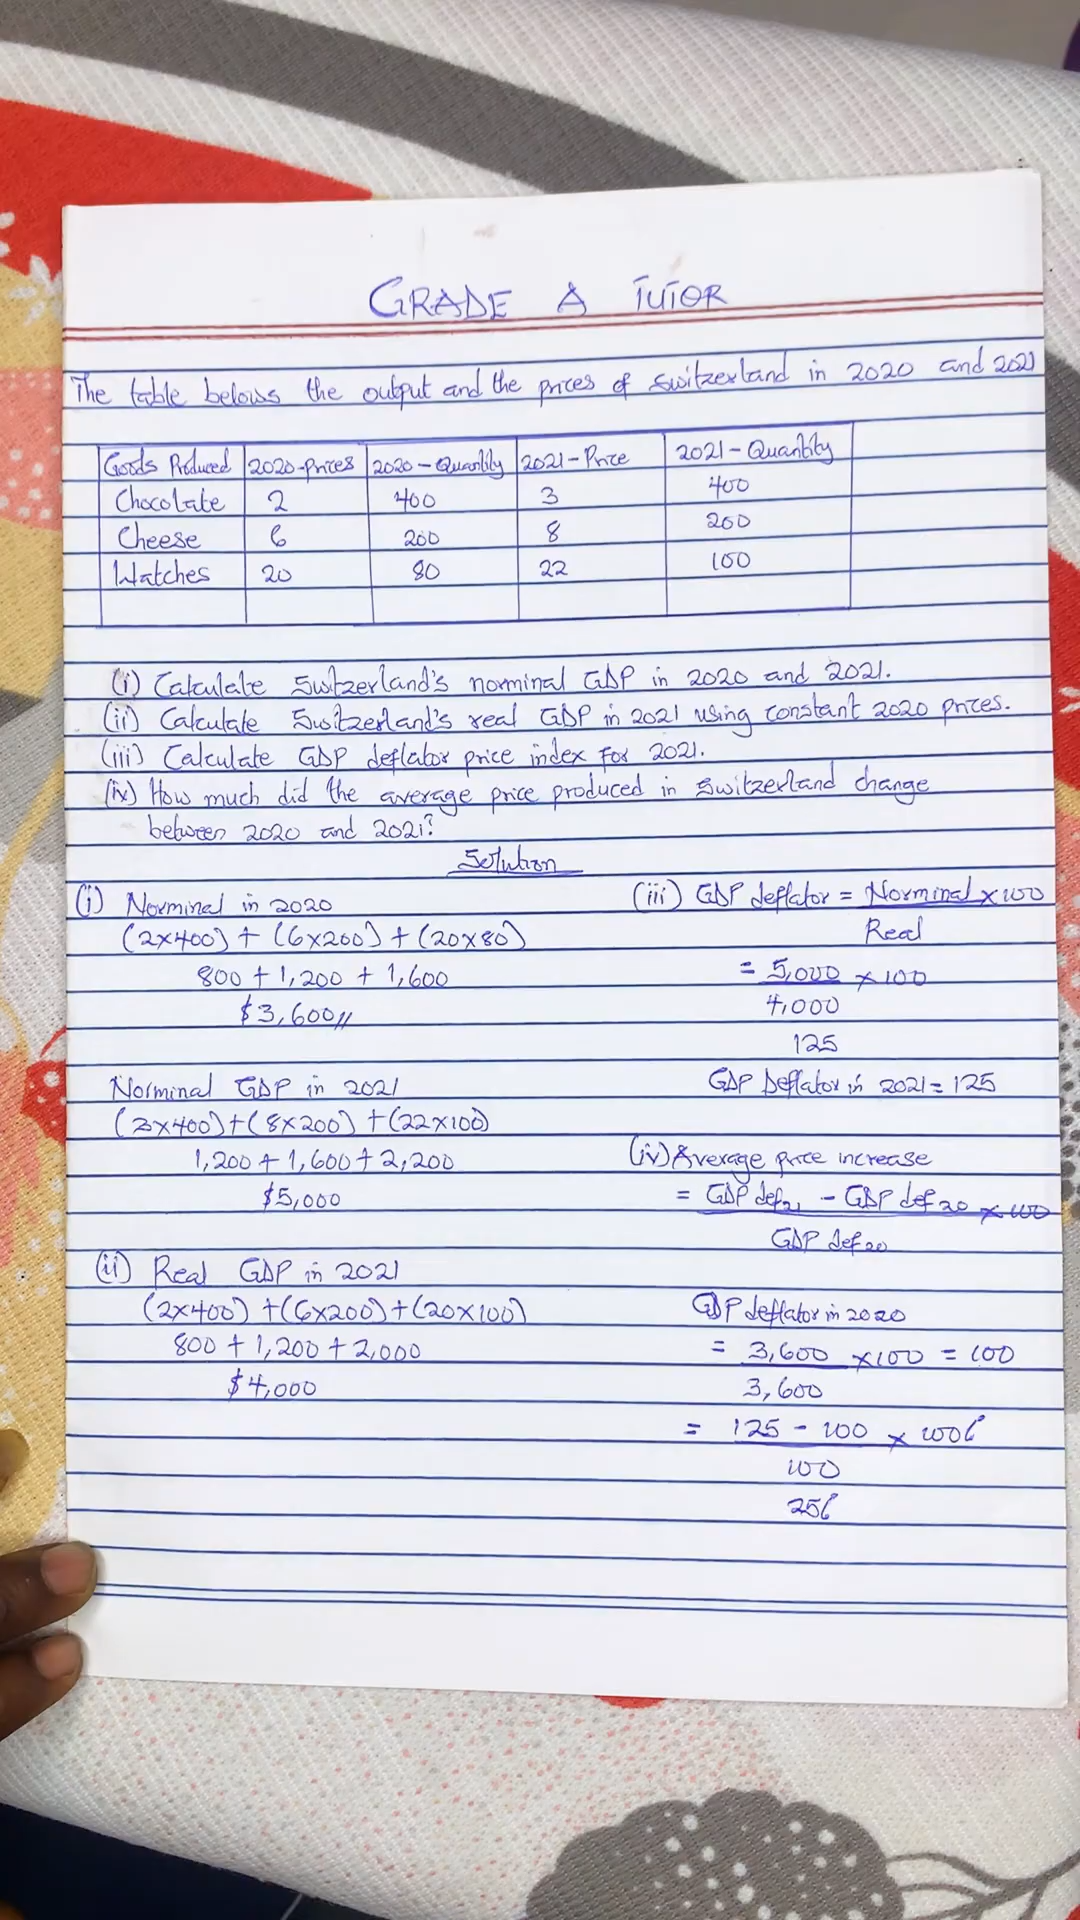 GRADE A TUTOR
The table belows the output and the prices of Switzerland in 2020 and 2021
Goods Produced 2020-Prices 2020-Quantity 2021-Price 2021-Quantity
Chocolate 2 400 3 400
Cheese 6 200 8 200
Watches 20 80 22 100
(i) Calculate Switzerland's norminal GDP in 2020 and 2021.
(ii) Calculate Switzerland's real GDP in 2021 using constant 2020 prices.
(iii) Calculate GDP deflator price index for 2021.
(iv) How much did the average price produced in Switzerland change
between 2020 and 2021?
Solution
(i) Norminal in 2020
(2x400) + (6x200) + (20x80)
800 + 1,200 + 1,600
$3,600//
Norminal GDP in 2021
(3x400)+(8x200)+(22x100)
1,200 + 1,600 + 2,200
$5,000
(ii) Real GDP in 2021
(2x400) +(6x200)+(20x100)
800 + 1,200 + 2,000
$4,000
(iii) GDP deflator = Norminal x100
Real
= 5,000 x100
4,000
125
GDP Deflator in 2021 = 125
(iv) Average price increase
= GDP def21 - GDP def20 x 100
GDP def20
GDP deflator in 2020
= 3,600 x100 = 100
3,600
= 125 - 100 x 100%
100
25%